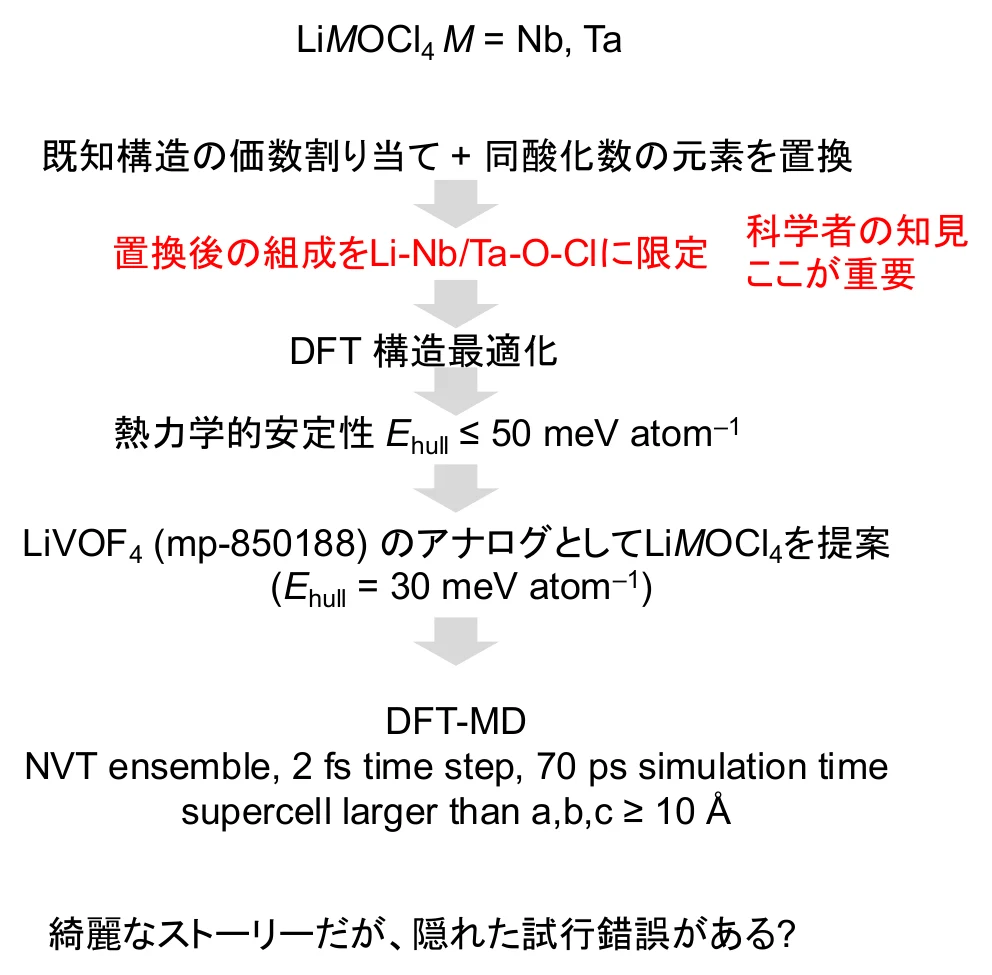 LiMOCl₄ M = Nb, Ta
既知構造の価数割り当て + 同酸化数の元素を置換
置換後の組成をLi-Nb/Ta-O-Clに限定
科学者の知見
ここが重要
DFT 構造最適化
熱力学的安定性 Ehull ≤ 50 meV atom⁻¹
LiVOF₄ (mp-850188) のアナログとしてLiMOCl₄を提案
(Ehull = 30 meV atom⁻¹)
DFT-MD
NVT ensemble, 2 fs time step, 70 ps simulation time
supercell larger than a,b,c ≥ 10 Å
綺麗なストーリーだが、隠れた試行錯誤がある?